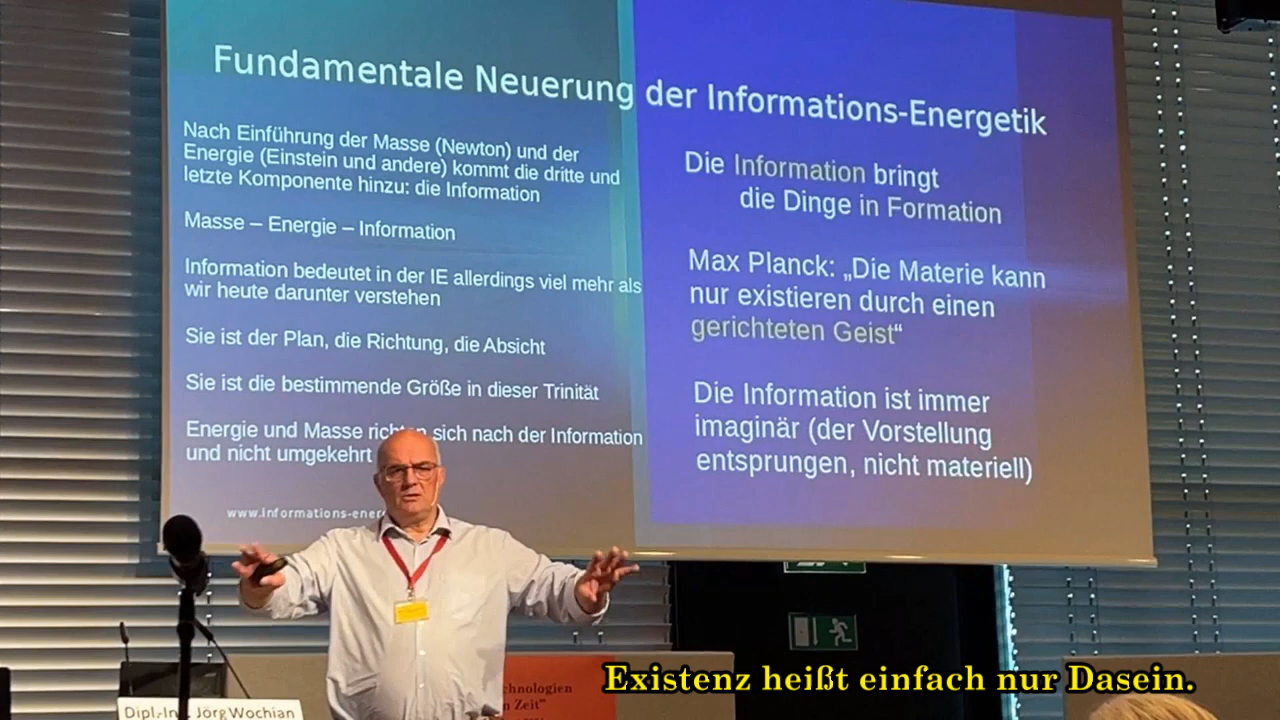 Fundamentale Neuerung der Informations-Energetik
Nach Einführung der Masse (Newton) und der
Energie (Einstein und andere) kommt die dritte und
letzte Komponente hinzu: die Information
Masse – Energie – Information
Information bedeutet in der IE allerdings viel mehr als
wir heute darunter verstehen
Sie ist der Plan, die Richtung, die Absicht
Sie ist die bestimmende Größe in dieser Trinität
Energie und Masse richten sich nach der Information
und nicht umgekehrt
Die Information bringt
die Dinge in Formation
Max Planck: „Die Materie kann
nur existieren durch einen
gerichteten Geist“
Die Information ist immer
imaginär (der Vorstellung
entsprungen, nicht materiell)
Jörg Wochian
Zeit"
Existenz heißt einfach nur Dasein.